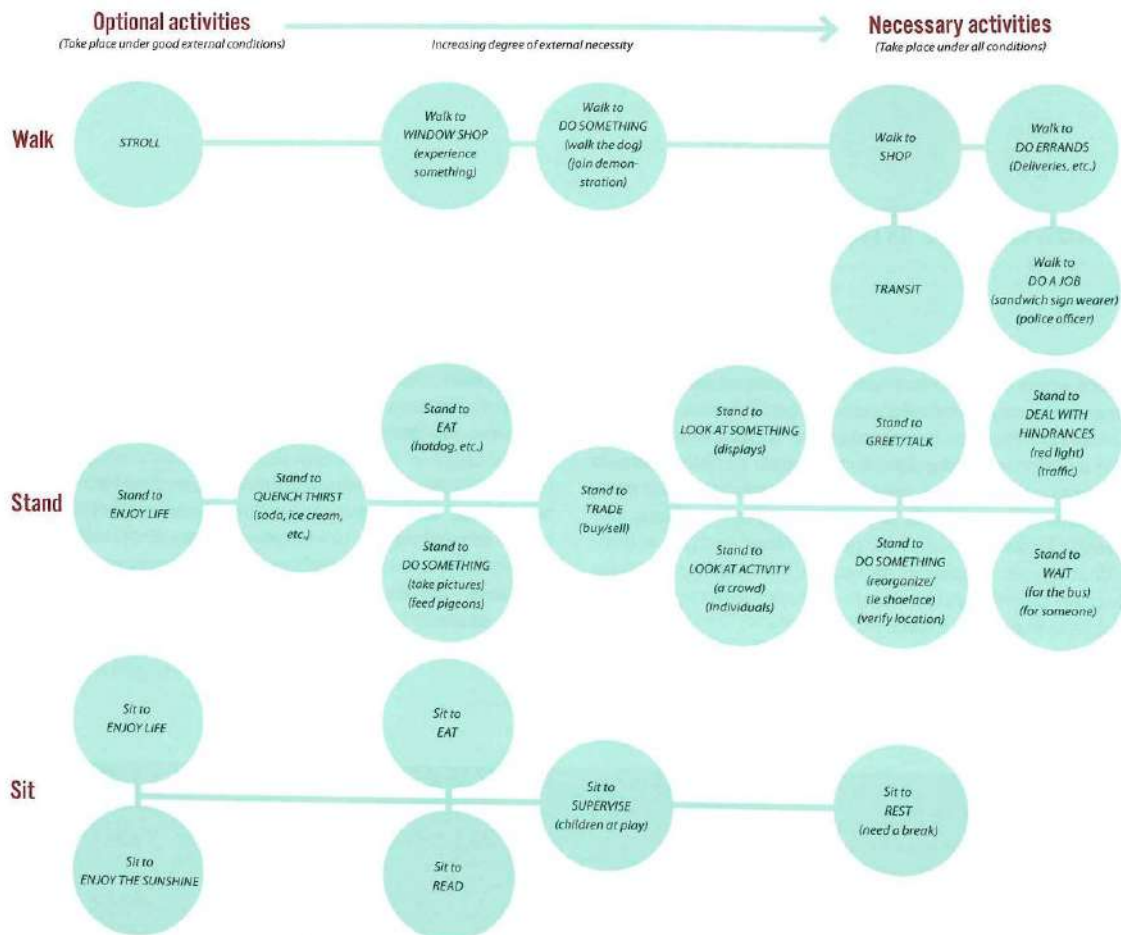 Optional activities
(Take place under good external conditions)
Increasing degree of external necessity
Necessary activities
(Take place under all conditions)
Walk
STROLL
Walk to
WINDOW SHOP
(experience
something)
Walk to
DO SOMETHING
(walk the dog)
(join demon-
stration)
Walk to
SHOP
Walk to
DO ERRANDS
(Deliveries, etc.)
TRANSIT
Walk to
DO A JOB
(sandwich sign wearer)
(police officer)
Stand
Stand to
ENJOY LIFE
Stand to
QUENCH THIRST
(soda, ice cream,
etc.)
Stand to
EAT
(hotdog, etc.)
Stand to
DO SOMETHING
(take pictures)
(feed pigeons)
Stand to
TRADE
(buy/sell)
Stand to
LOOK AT SOMETHING
(displays)
Stand to
LOOK AT ACTIVITY
(a crowd)
(individuals)
Stand to
GREET/TALK
Stand to
DO SOMETHING
(reorganize/
tie shoelace)
(verify location)
Stand to
DEAL WITH
HINDRANCES
(red light)
(traffic)
Stand to
WAIT
(for the bus)
(for someone)
Sit
Sit to
ENJOY LIFE
Sit to
ENJOY THE SUNSHINE
Sit to
EAT
Sit to
READ
Sit to
SUPERVISE
(children at play)
Sit to
REST
(need a break)